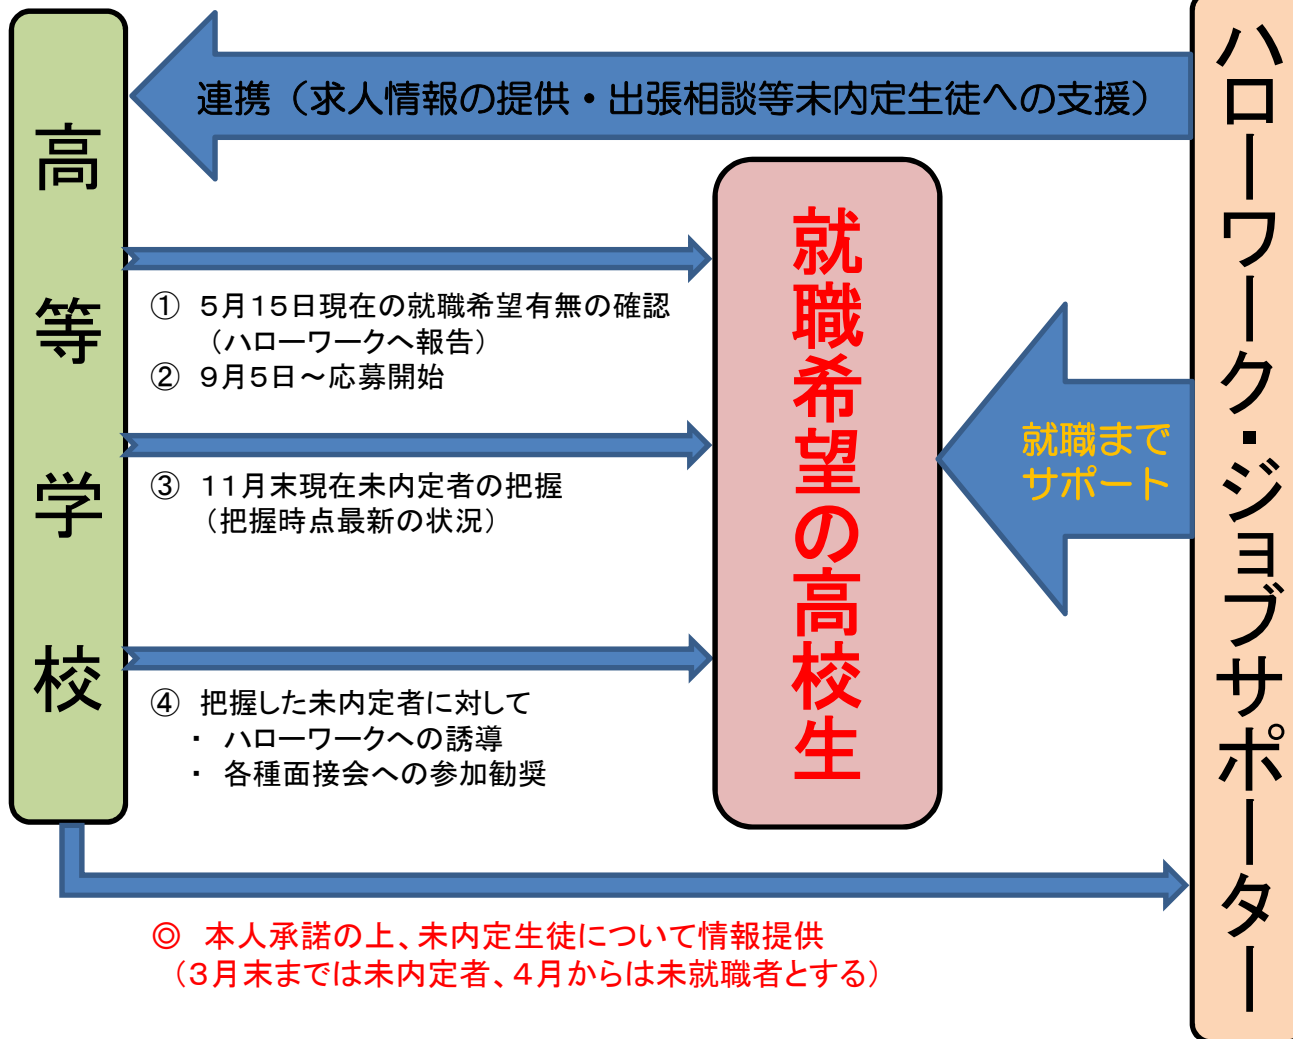 高等学校
連携（求人情報の提供・出張相談等未内定生徒への支援）
① ５月１５日現在の就職希望有無の確認
（ハローワークへ報告）
② ９月５日～応募開始
③ １１月末現在未内定者の把握
（把握時点最新の状況）
④ 把握した未内定者に対して
・ ハローワークへの誘導
・ 各種面接会への参加勧奨
就職希望の高校生
就職まで
サポート
ハローワーク・ジョブサポーター
◎ 本人承諾の上、未内定生徒について情報提供
（３月末までは未内定者、４月からは未就職者とする）